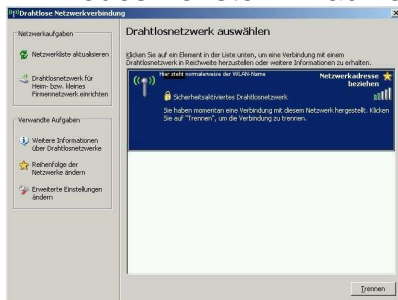 Drahtlose Netzwerkverbindung
Netzwerkaufgaben
Netzwerkliste aktualisieren
Drahtlosnetzwerk für
Heim- bzw. kleines
Firmennetzwerk einrichten
Verwandte Aufgaben
Weitere Informationen
über Drahtlosnetzwerke
Reihenfolge der
Netzwerke ändern
Erweiterte Einstellungen
ändern
Drahtlosnetzwerk auswählen
Klicken Sie auf ein Element in der Liste unten, um eine Verbindung mit einem
Drahtlosnetzwerk in Reichweite herzustellen oder weitere Informationen zu erhalten.
Hier steht normalerweise der WLAN-Name
Netzwerkadresse
beziehen
Sicherheitsaktiviertes Drahtlosnetzwerk
Sie haben momentan eine Verbindung mit diesem Netzwerk hergestellt. Klicken
Sie auf "Trennen", um die Verbindung zu trennen.
Trennen